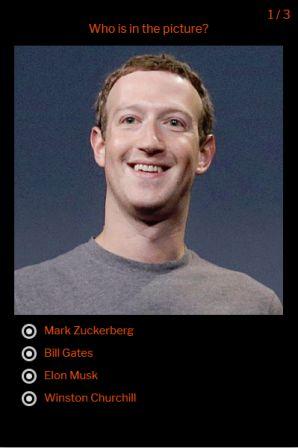 1 / 3
Who is in the picture?
Mark Zuckerberg
Bill Gates
Elon Musk
Winston Churchill